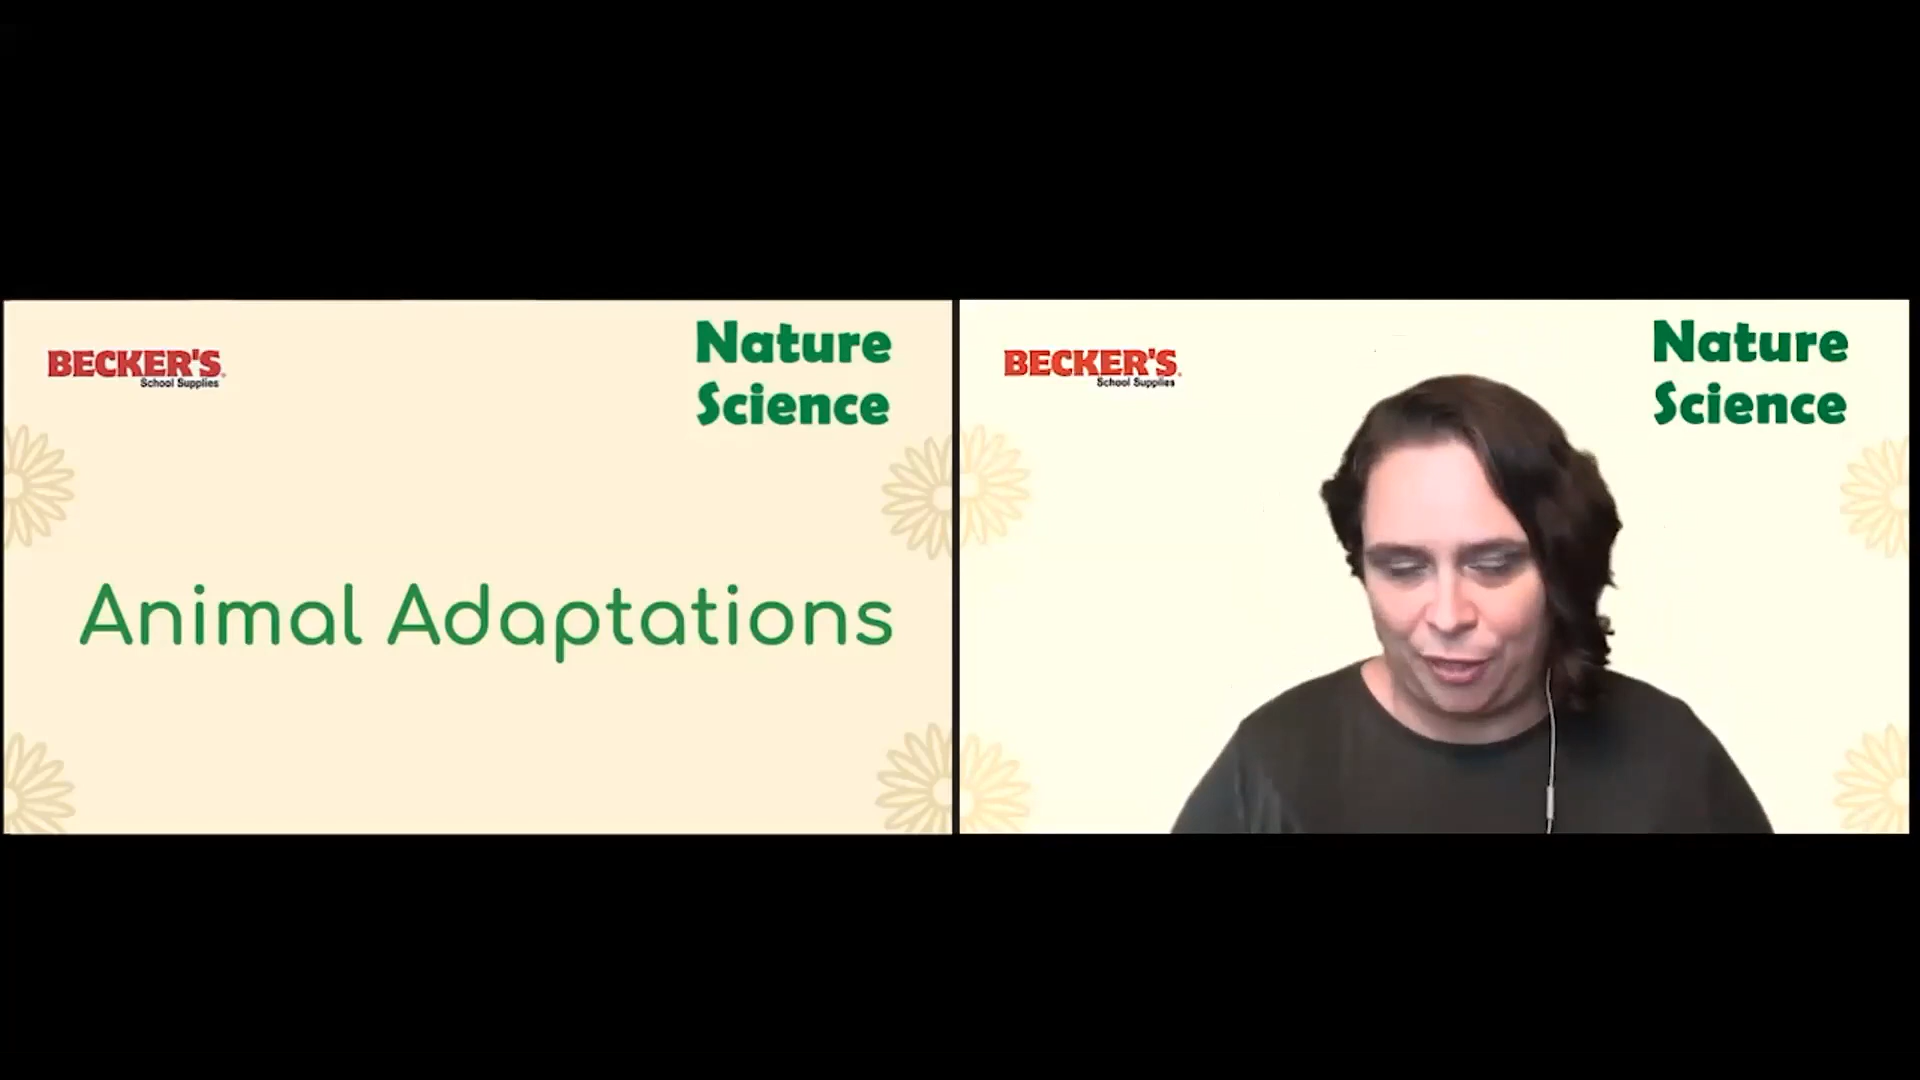 BECKER'S
School Supplies
Nature
Science
Animal Adaptations
BECKER'S
School Supplies
Nature
Science